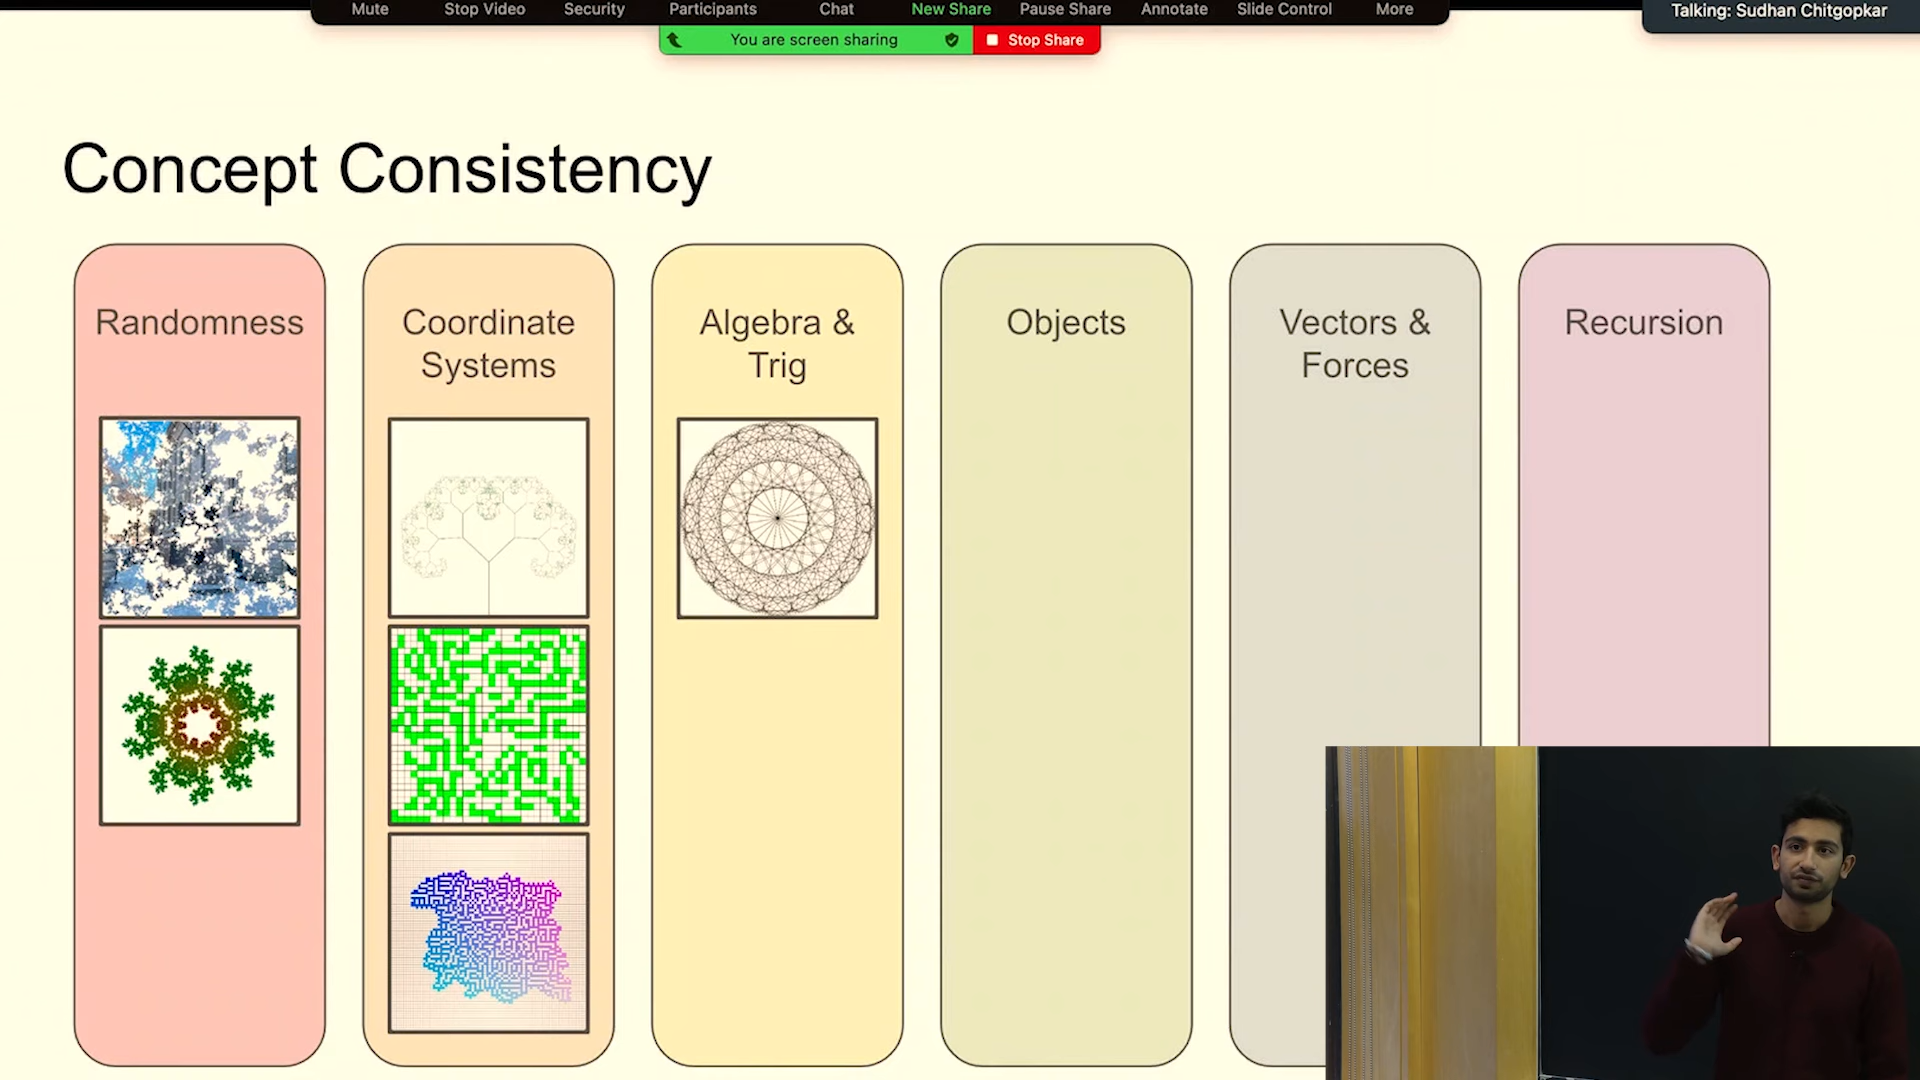 Mute Stop Video Security Participants Chat New Share Pause Share Annotate Slide Control More
Talking: Sudhan Chitgopkar
You are screen sharing Stop Share
Concept Consistency
Randomness
Coordinate
Systems
Algebra &
Trig
Objects
Vectors &
Forces
Recursion